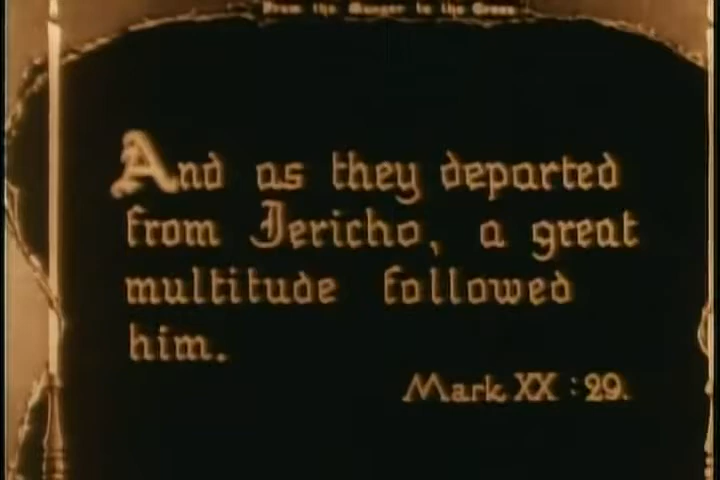 From the Manger to the Cross
And as they departed
from Jericho, a great
multitude followed
him.
Mark XX : 29.